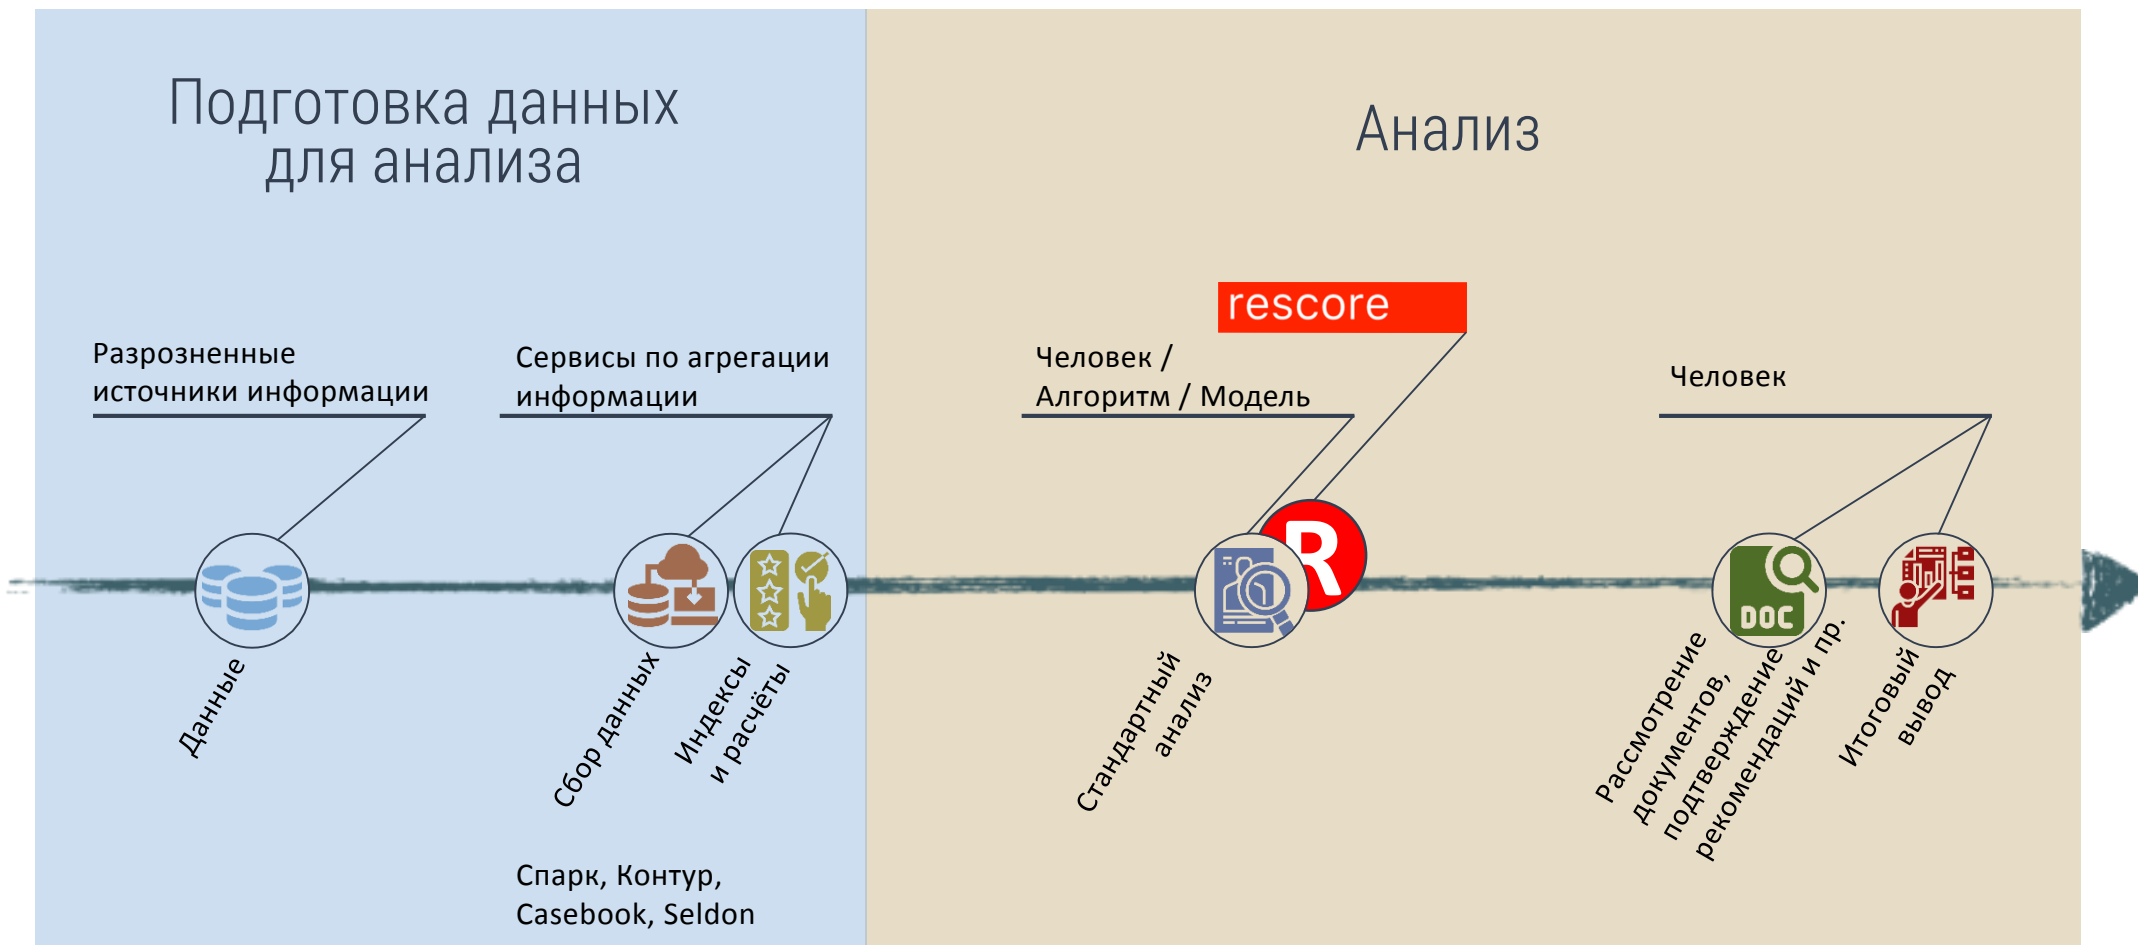 Подготовка данных
для анализа
Анализ
rescore
Разрозненные
источники информации
Сервисы по агрегации
информации
Человек /
Алгоритм / Модель
Человек
R
DOC
Данные
Сбор данных
Индексы
и расчёты
Стандартный
анализ
Рассмотрение
документов,
подтверждение
рекомендаций и пр.
Итоговый
вывод
Спарк, Контур,
Casebook, Seldon